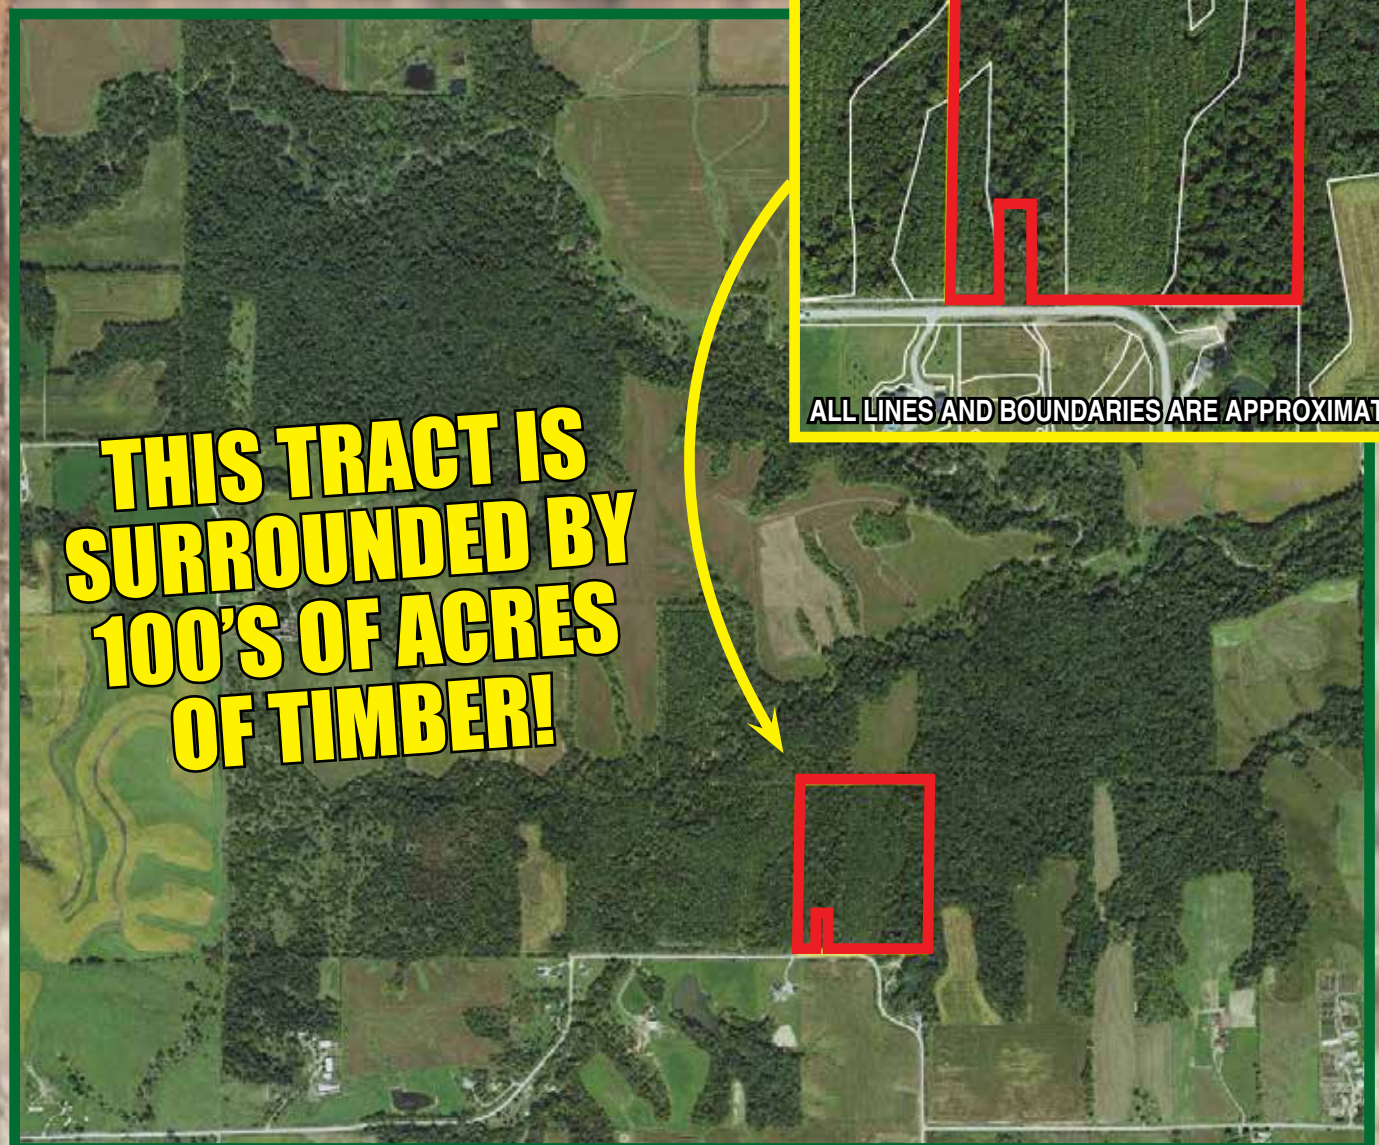 ALL LINES AND BOUNDARIES ARE APPROXIMAT
THIS TRACT IS
SURROUNDED BY
100'S OF ACRES
OF TIMBER!